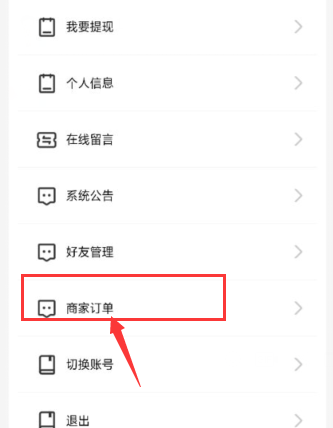 我要提现
个人信息
在线留言
系统公告
好友管理
商家订单
切换账号
退出